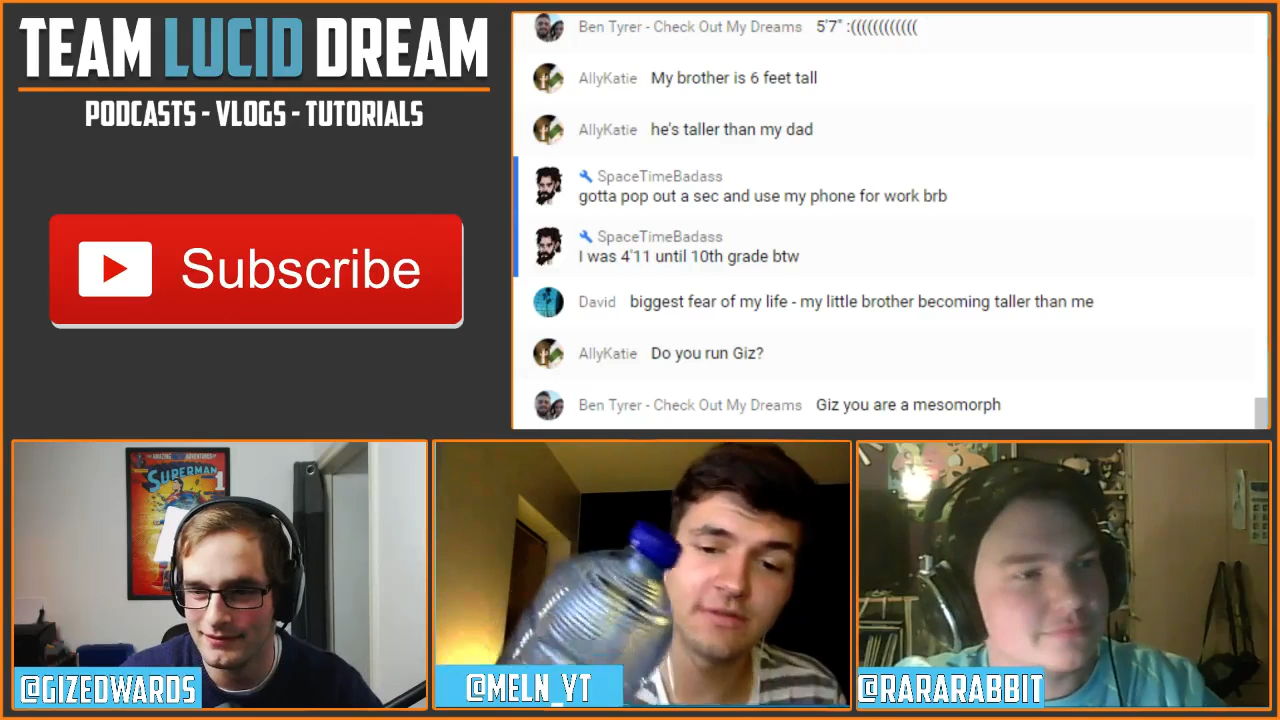 TEAM LUCID DREAM
PODCASTS - VLOGS - TUTORIALS
Subscribe
Ben Tyrer - Check Out My Dreams 5'7" :((((((((((((
AllyKatie My brother is 6 feet tall
AllyKatie he's taller than my dad
SpaceTimeBadass
gotta pop out a sec and use my phone for work brb
SpaceTimeBadass
I was 4'11 until 10th grade btw
David biggest fear of my life - my little brother becoming taller than me
AllyKatie Do you run Giz?
Ben Tyrer - Check Out My Dreams Giz you are a mesomorph
SUPERMAN
@GIZEDWARDS
@MELN_YT
@RARARABBIT